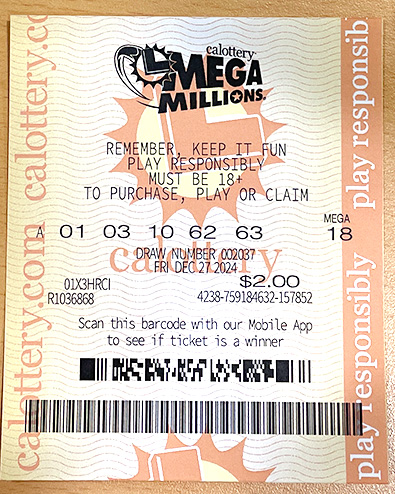 calottery
MEGA
MILLIONS.
REMEMBER, KEEP IT FUN
PLAY RESPONSIBLY
MUST BE 18+
TO PURCHASE, PLAY OR CLAIM
MEGA
A 01 03 10 62 63 18
calottery
DRAW NUMBER 002037
FRI DEC 27 2024
01X3HRCI $2.00
R1036868 4238-759184632-157852
Scan this barcode with our Mobile App
to see if ticket is a winner
calottery.com calottery.co
play responsibly play responsib